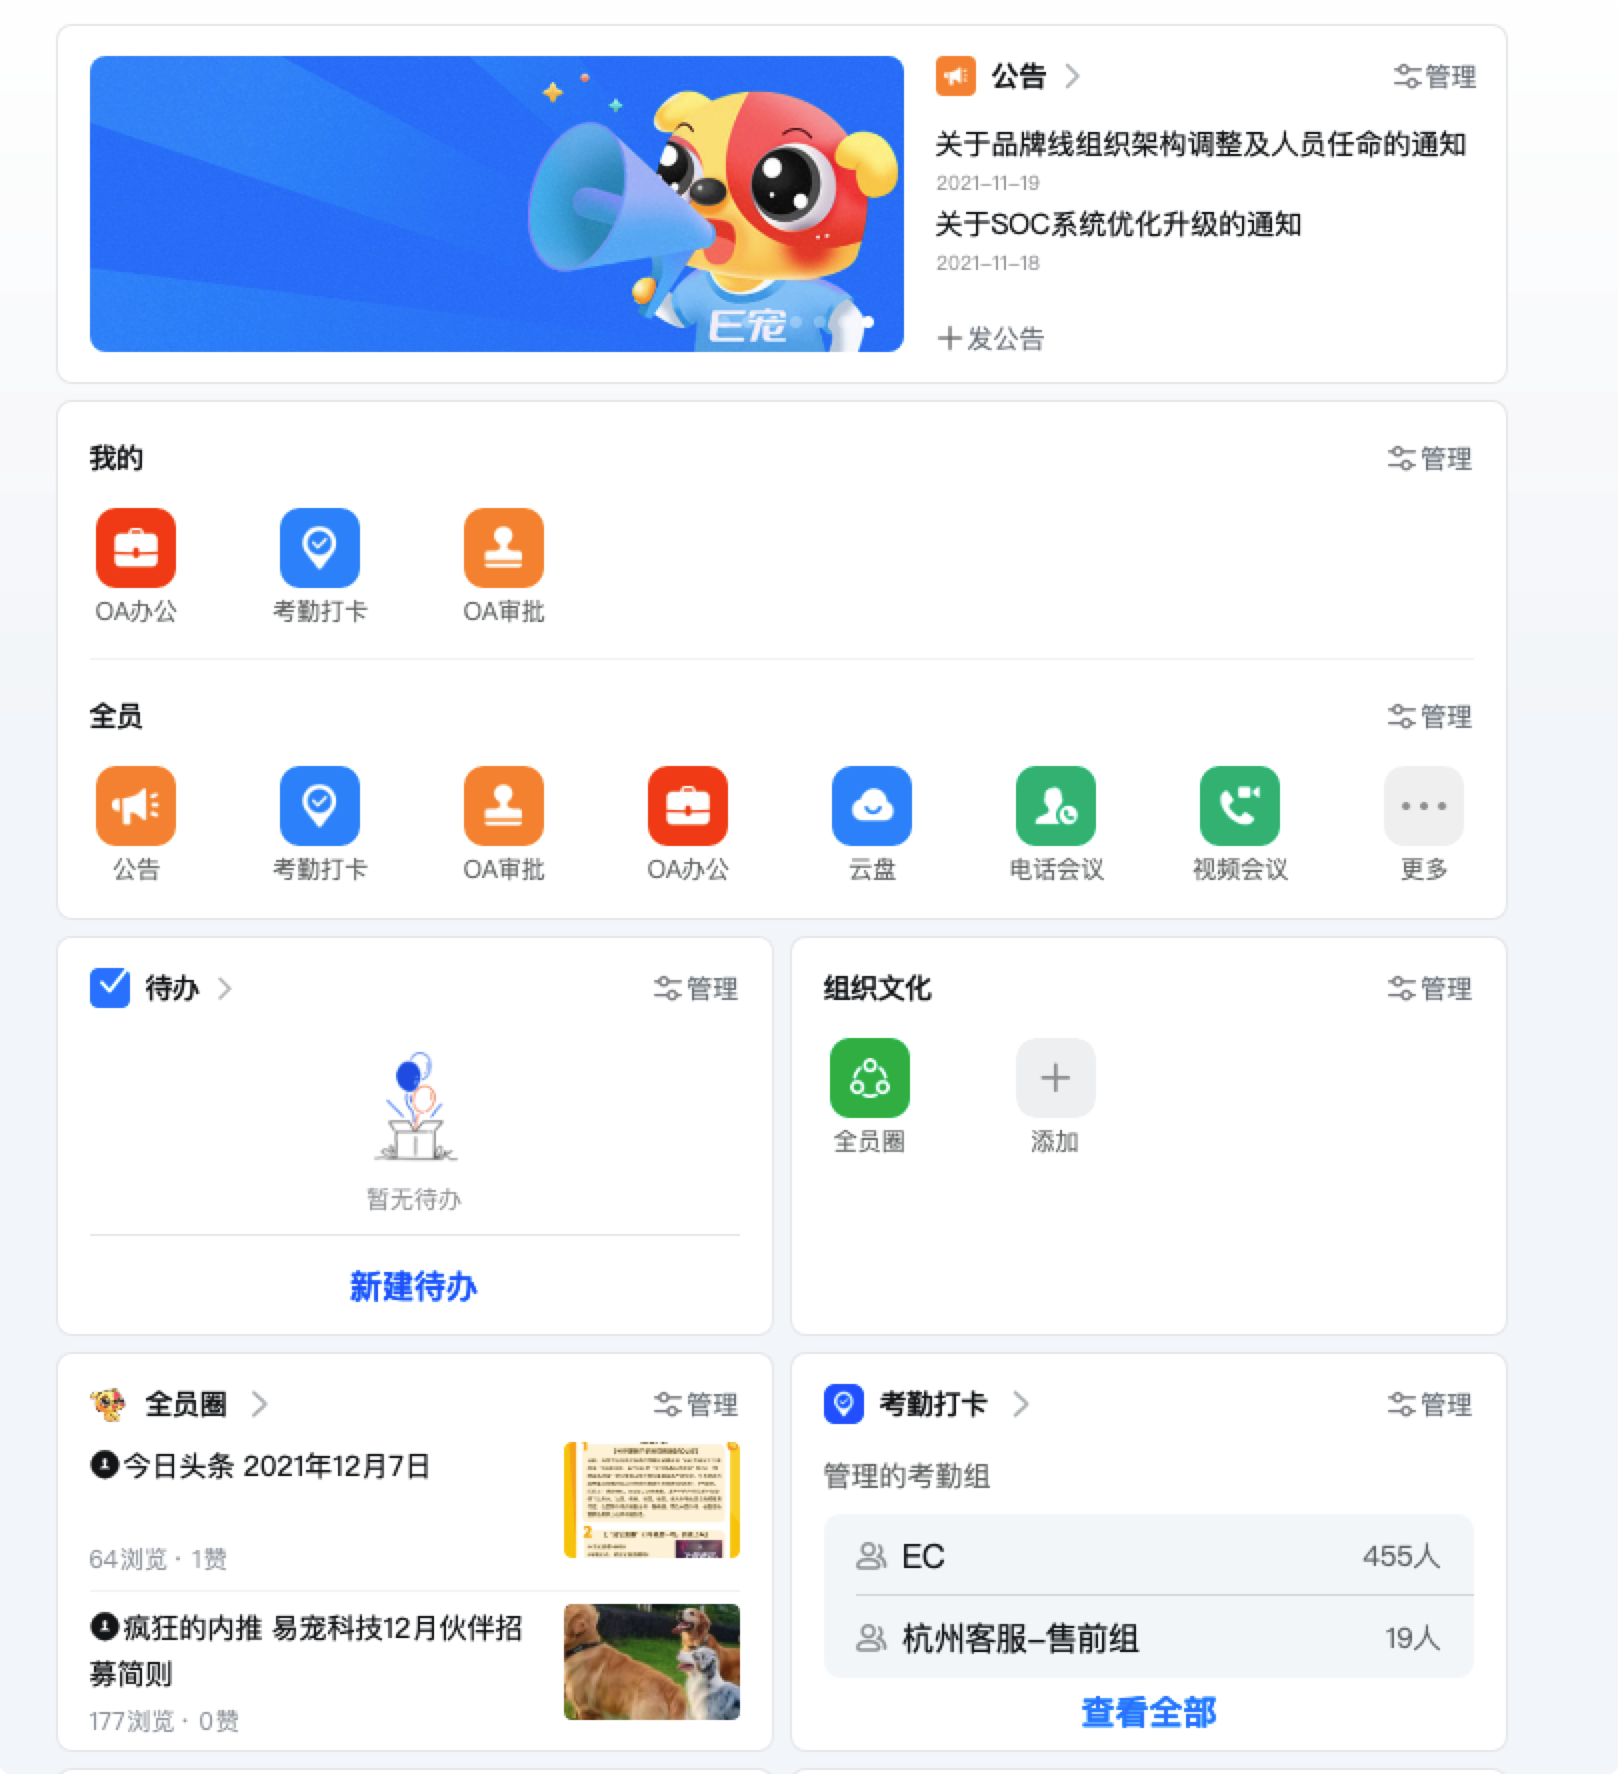 E宠
公告
管理
关于品牌线组织架构调整及人员任命的通知
2021-11-19
关于SOC系统优化升级的通知
2021-11-18
发公告
我的
管理
OA办公
考勤打卡
OA审批
全员
管理
公告
考勤打卡
OA审批
OA办公
云盘
电话会议
视频会议
更多
待办
管理
暂无待办
新建待办
组织文化
管理
全员圈
添加
全员圈
管理
今日头条 2021年12月7日
64浏览 · 1赞
1
2
疯狂的内推 易宠科技12月伙伴招
募简则
177浏览 · 0赞
考勤打卡
管理
管理的考勤组
EC
455人
杭州客服-售前组
19人
查看全部